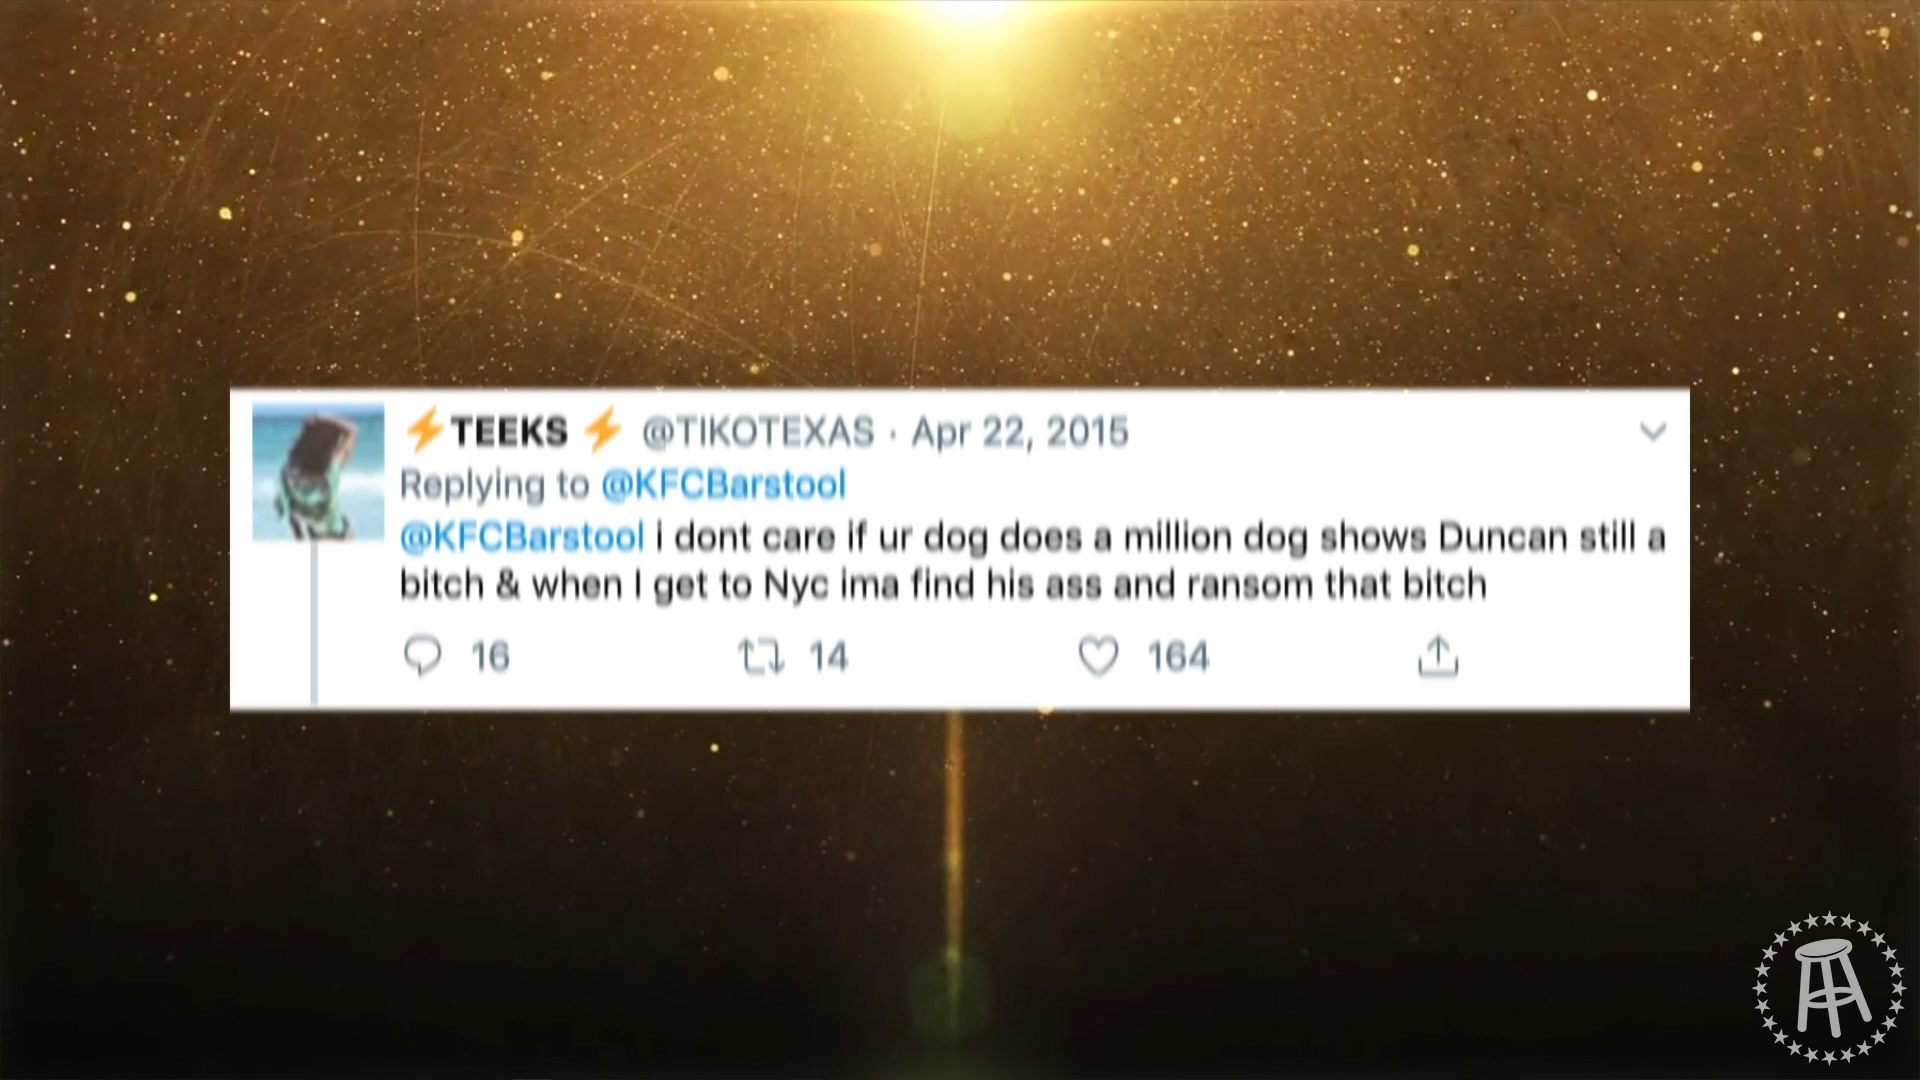 ⚡TEEKS ⚡ @TIKOTEXAS · Apr 22, 2015
Replying to @KFCBarstool
@KFCBarstool i dont care if ur dog does a million dog shows Duncan still a
bitch & when I get to Nyc ima find his ass and ransom that bitch
16 14 164